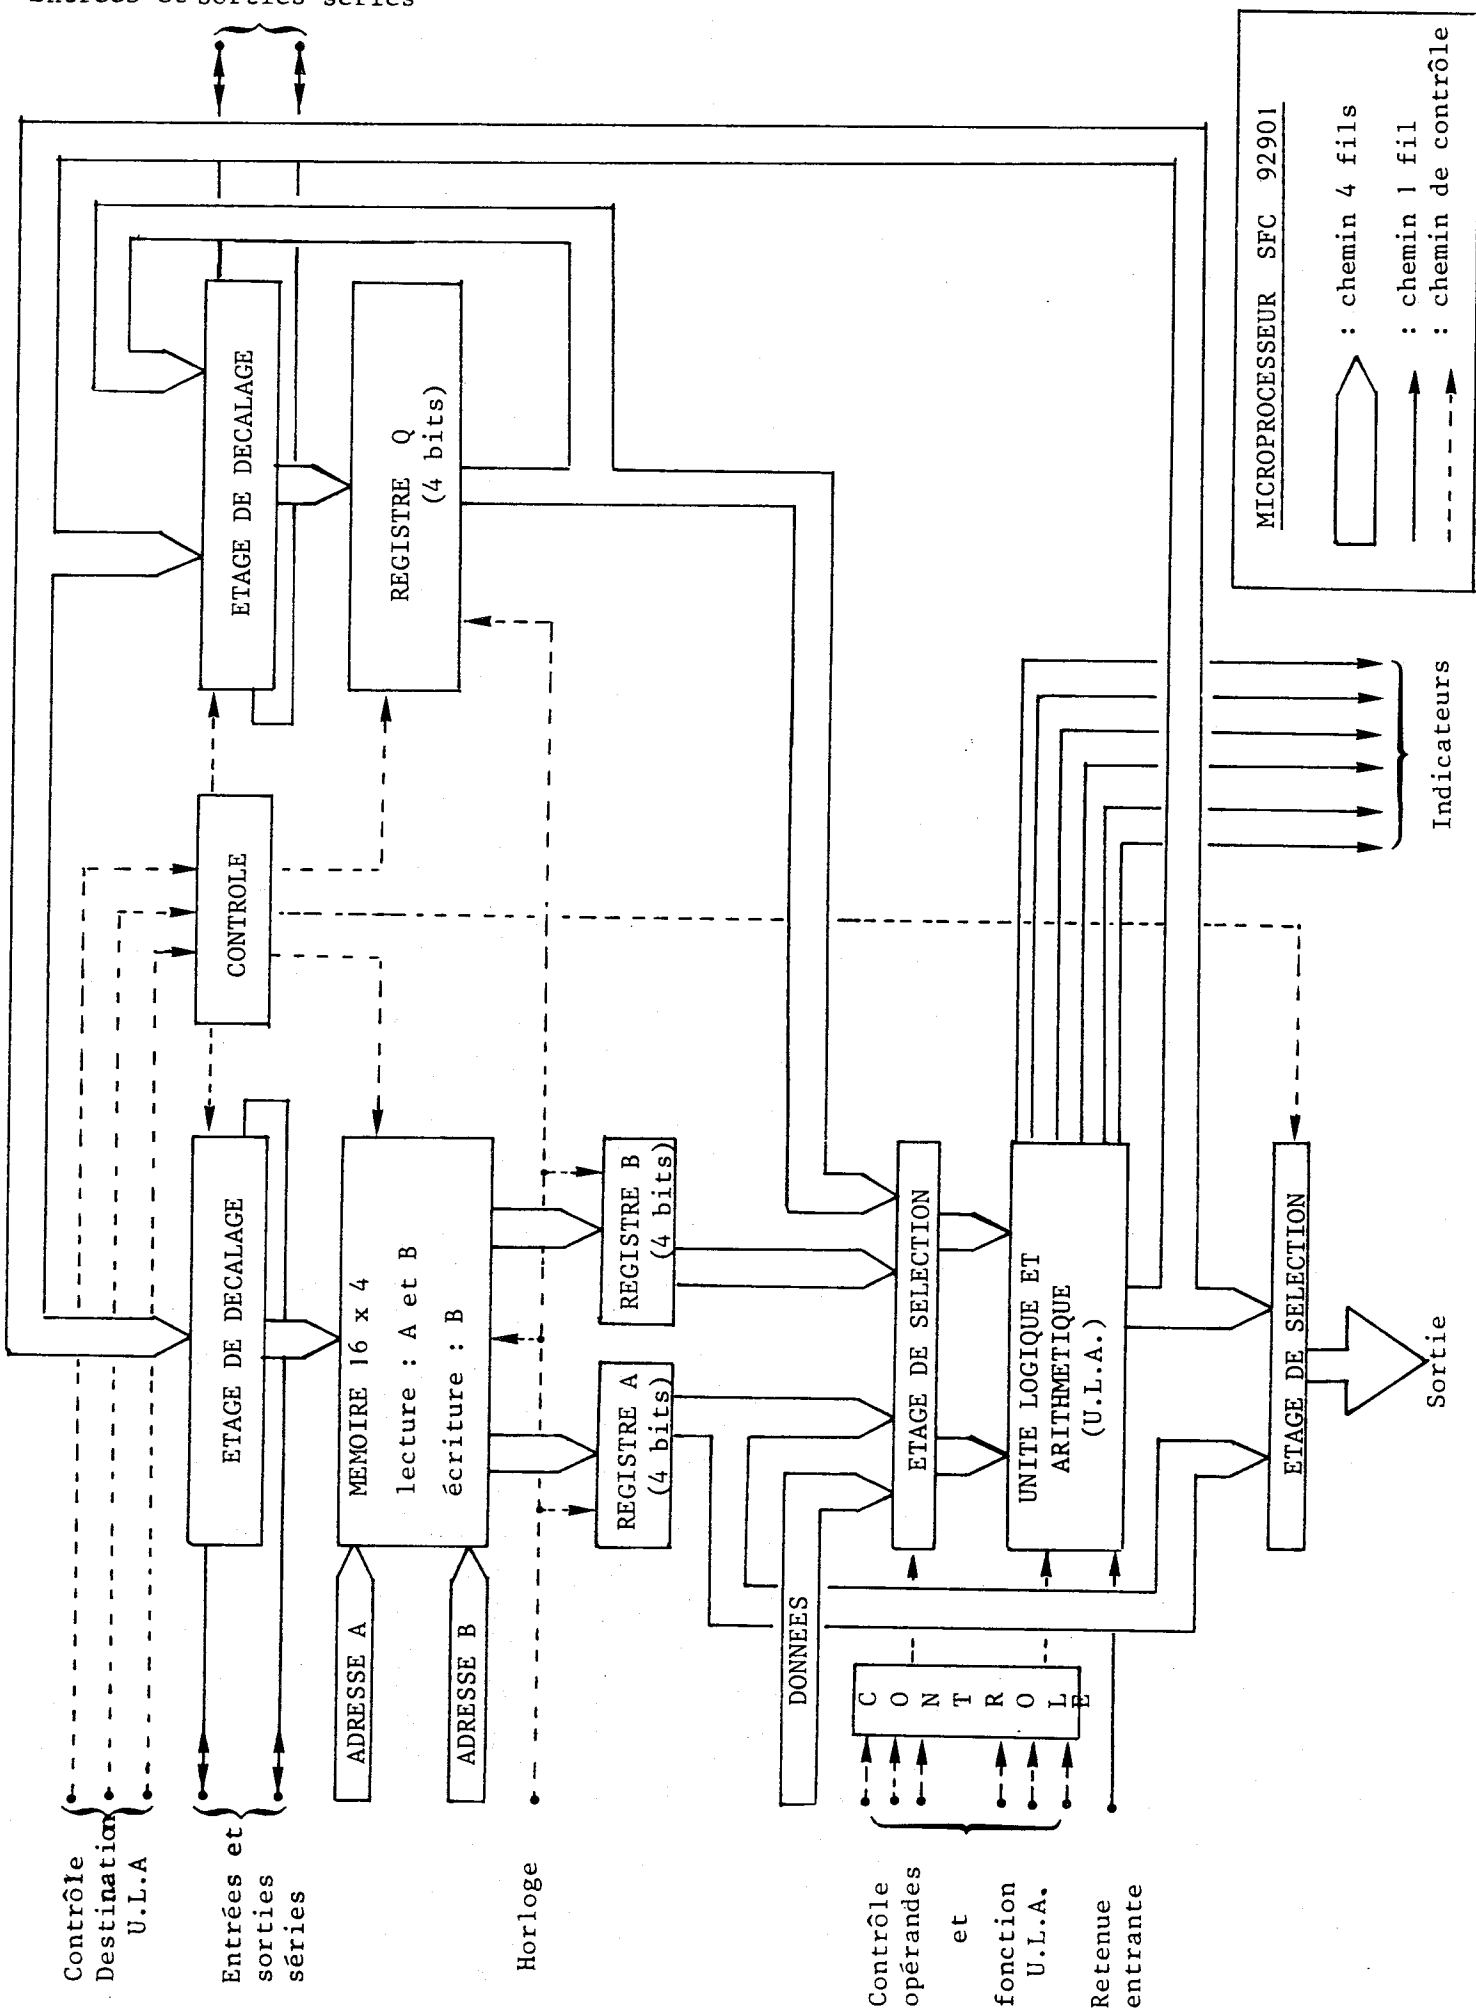 Entrées et sorties séries
Contrôle
Destination
U.L.A
Entrées et
sorties
séries
ETAGE DE DECALAGE
CONTROLE
ETAGE DE DECALAGE
ADRESSE A
ADRESSE B
MEMOIRE 16 x 4
lecture : A et B
écriture : B
REGISTRE Q
(4 bits)
Horloge
REGISTRE A
(4 bits)
REGISTRE B
(4 bits)
DONNEES
ETAGE DE SELECTION
Contrôle
opérandes
et
fonction
U.L.A.
C
O
N
T
R
O
L
E
UNITE LOGIQUE ET
ARITHMETIQUE
(U.L.A.)
Retenue
entrante
ETAGE DE SELECTION
Sortie
Indicateurs
MICROPROCESSEUR SFC 92901
: chemin 4 fils
: chemin 1 fil
: chemin de contrôle